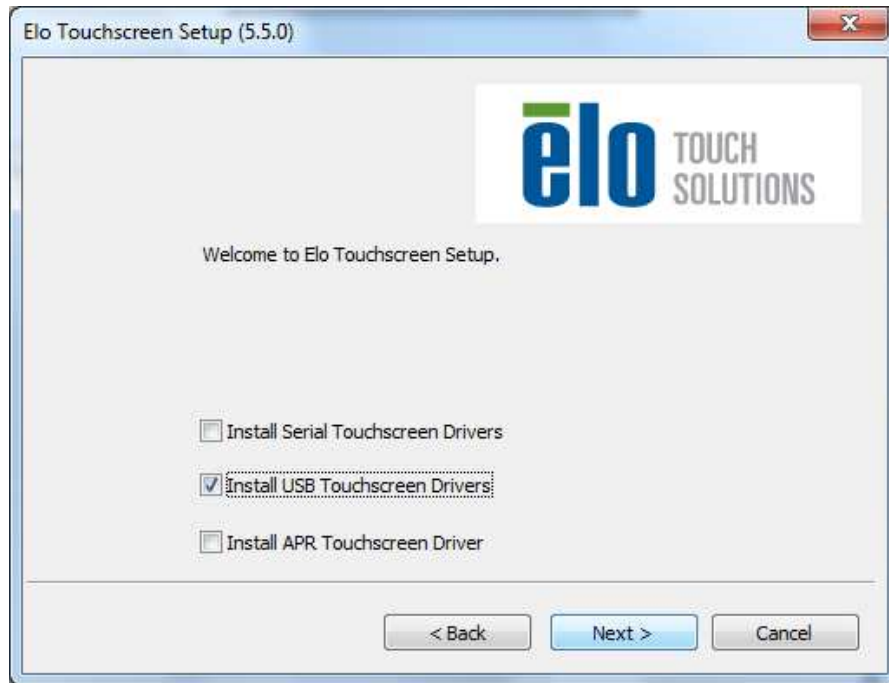 Elo Touchscreen Setup (5.5.0)
ēlo TOUCH
SOLUTIONS
Welcome to Elo Touchscreen Setup.
Install Serial Touchscreen Drivers
Install USB Touchscreen Drivers
Install APR Touchscreen Driver
< Back Next > Cancel